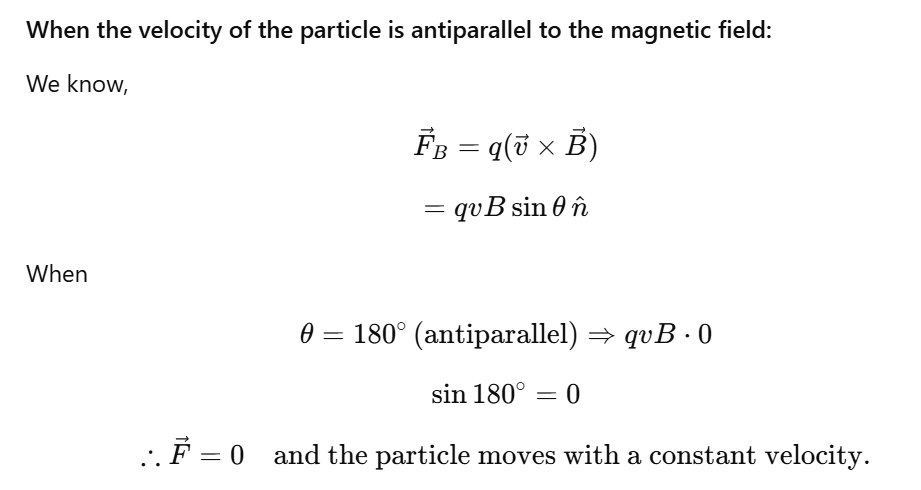 When the velocity of the particle is antiparallel to the magnetic field:
We know,
$\vec{F}_B = q(\vec{v} \times \vec{B})$
$= qvB \sin\theta \, \hat{n}$
When
$\theta = 180^\circ \text{ (antiparallel)} \Rightarrow qvB \cdot 0$
$\sin 180^\circ = 0$
$\therefore \vec{F} = 0 \quad \text{and the particle moves with a constant velocity.}$